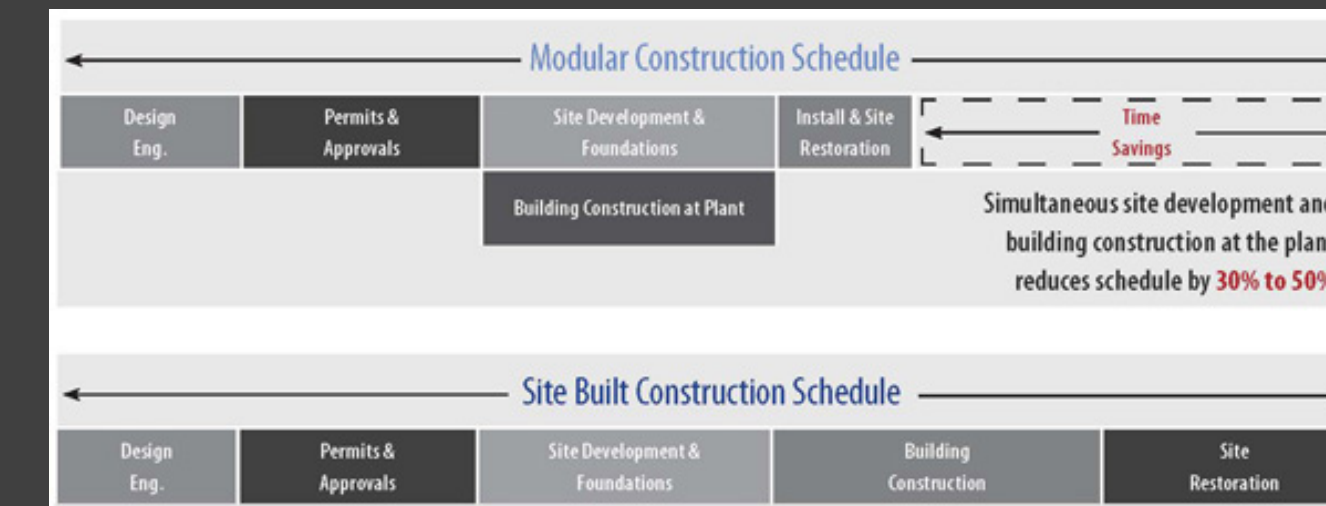 Modular Construction Schedule
Design
Eng.
Permits &
Approvals
Site Development &
Foundations
Install & Site
Restoration
Time
Savings
Building Construction at Plant
Simultaneous site development and
building construction at the plan
reduces schedule by 30% to 50%
Site Built Construction Schedule
Design
Eng.
Permits &
Approvals
Site Development &
Foundations
Building
Construction
Site
Restoration